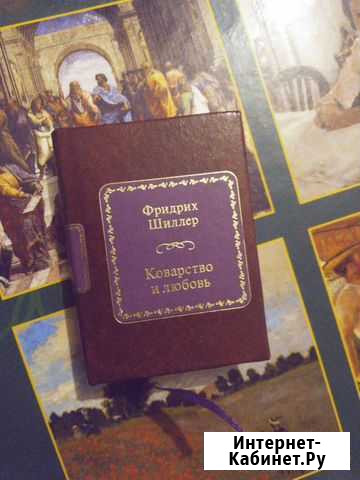 Фридрих
Шиллер
Коварство
и любовь
Интернет-
Кабинет.Ру